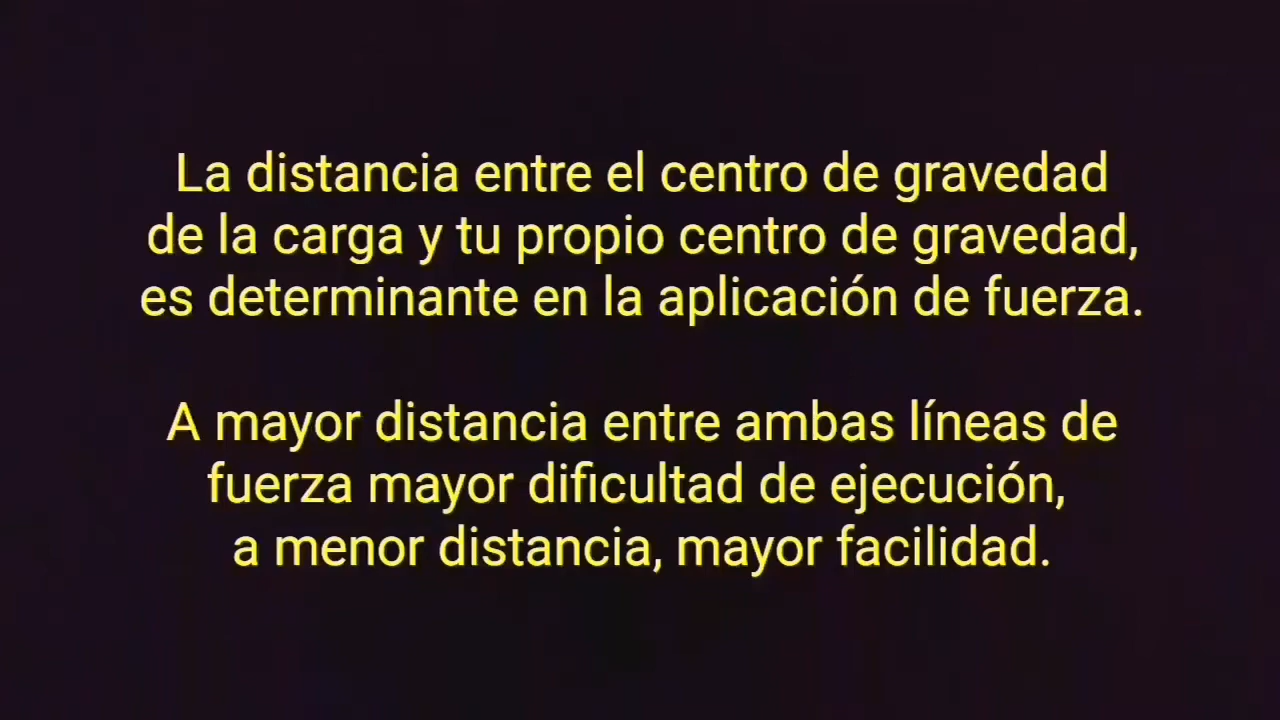 La distancia entre el centro de gravedad
de la carga y tu propio centro de gravedad,
es determinante en la aplicación de fuerza.
A mayor distancia entre ambas líneas de
fuerza mayor dificultad de ejecución,
a menor distancia, mayor facilidad.